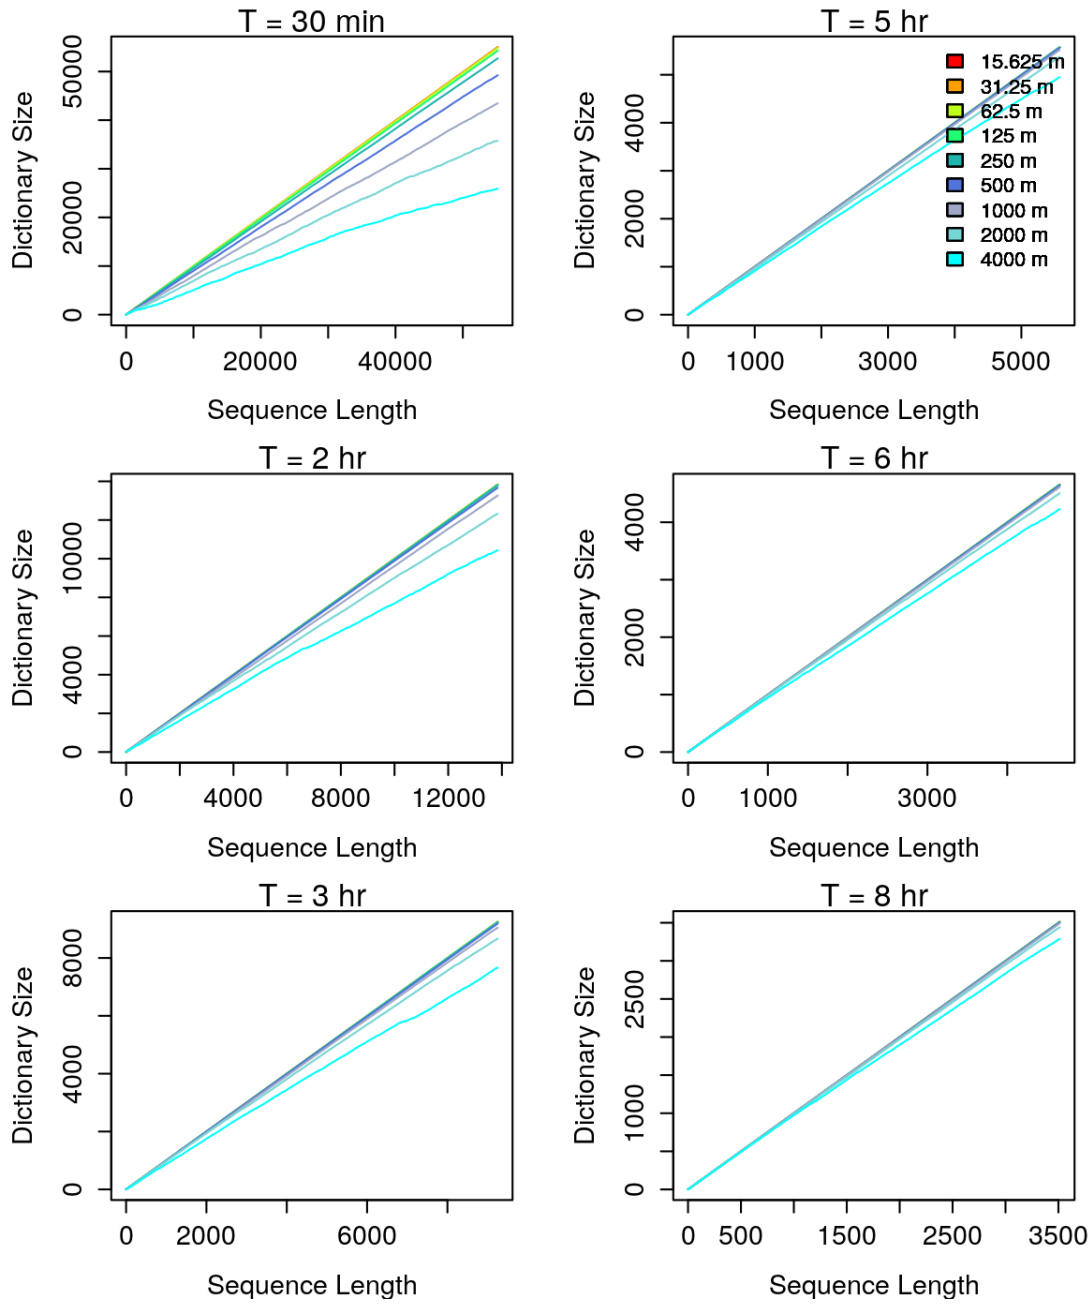 T = 30 min
Dictionary Size
0
20000
50000
0
20000
40000
Sequence Length
T = 5 hr
Dictionary Size
0
2000
4000
15.625 m
31.25 m
62.5 m
125 m
250 m
500 m
1000 m
2000 m
4000 m
0
1000
3000
5000
Sequence Length
T = 2 hr
Dictionary Size
0
4000
10000
0
4000
8000
12000
Sequence Length
T = 6 hr
Dictionary Size
0
2000
4000
0
1000
3000
Sequence Length
T = 3 hr
Dictionary Size
0
4000
8000
0
2000
6000
Sequence Length
T = 8 hr
Dictionary Size
0
1000
2500
0
500
1500
2500
3500
Sequence Length